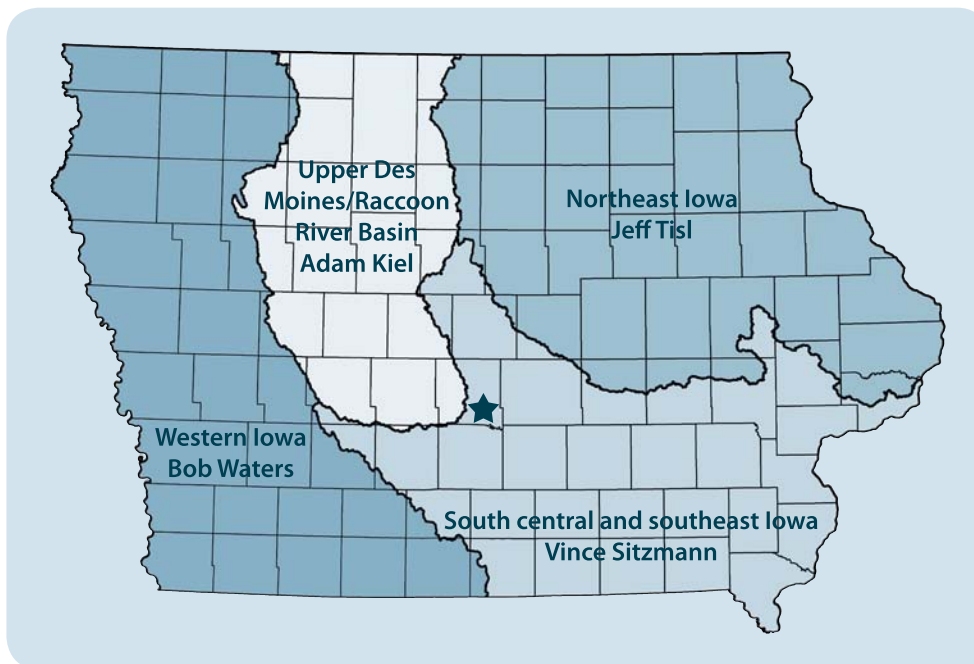 Upper Des
Moines/Raccoon
River Basin
Adam Kiel
Northeast Iowa
Jeff Tisl
Western Iowa
Bob Waters
South central and southeast Iowa
Vince Sitzmann